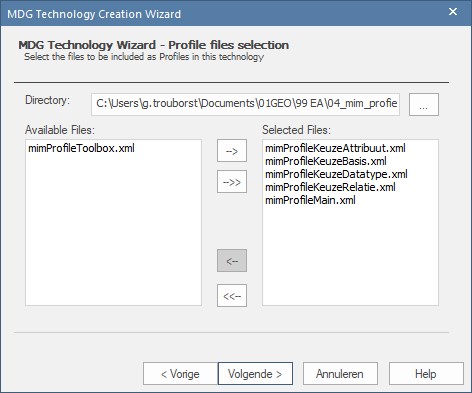 MDG Technology Creation Wizard
MDG Technology Wizard - Profile files selection
Select the files to be included as Profiles in this technology
Directory:
C:\Users\g.trouborst\Documents\01GEO\99 EA\04_mim_profie
...
Available Files:
Selected Files:
mimProfileToolbox.xml
-->
-->>
<--
<<--
mimProfileKeuzeAttribuut.xml
mimProfileKeuzeBasis.xml
mimProfileKeuzeDatatype.xml
mimProfileKeuzeRelatie.xml
mimProfileMain.xml
< Vorige
Volgende >
Annuleren
Help